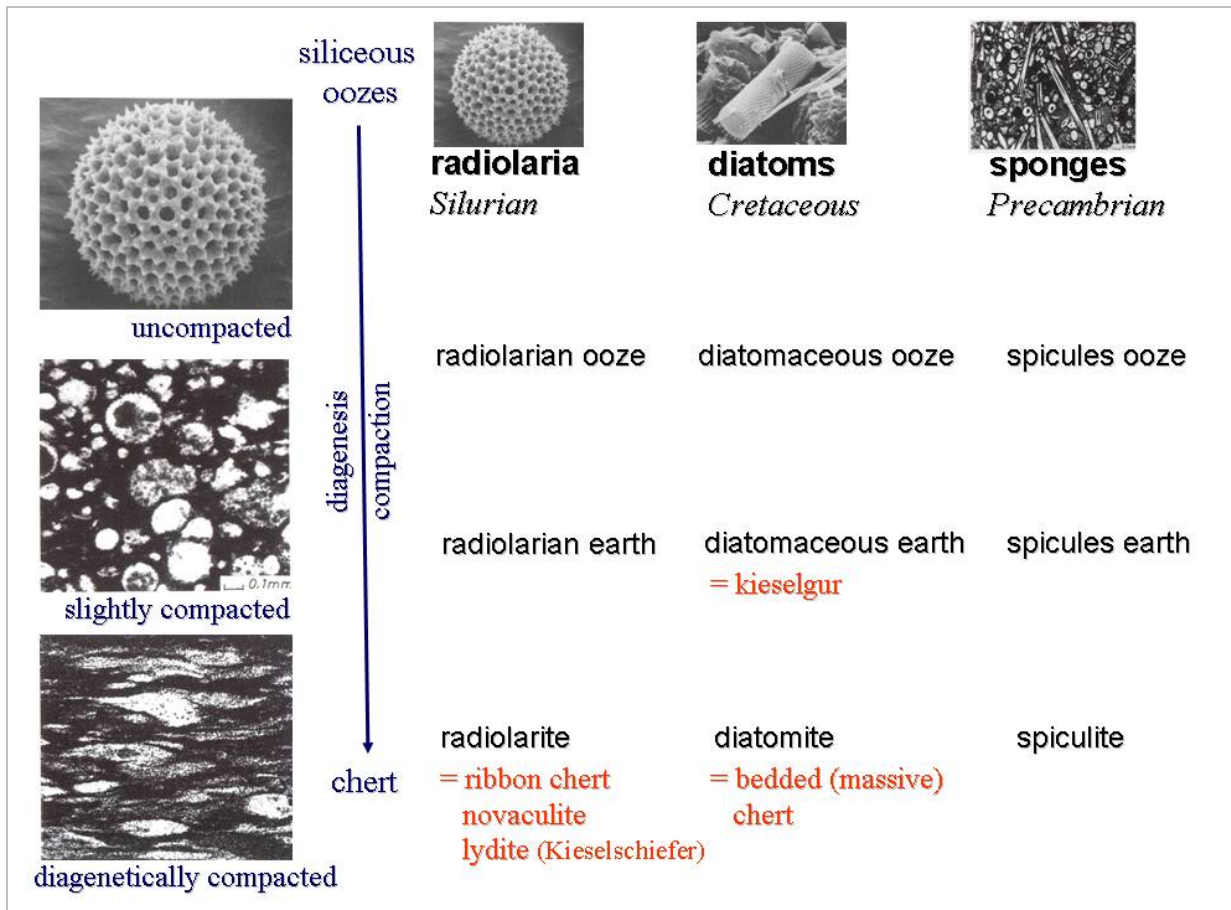 siliceous
oozes
radiolaria
Silurian
diatoms
Cretaceous
sponges
Precambrian
uncompacted
radiolarian ooze
diatomaceous ooze
spicules ooze
diagenesis
compaction
0.1mm
slightly compacted
radiolarian earth
diatomaceous earth
= kieselgur
spicules earth
chert
radiolarite
= ribbon chert
novaculite
lydite (Kieselschiefer)
diatomite
= bedded (massive)
chert
spiculite
diagenetically compacted